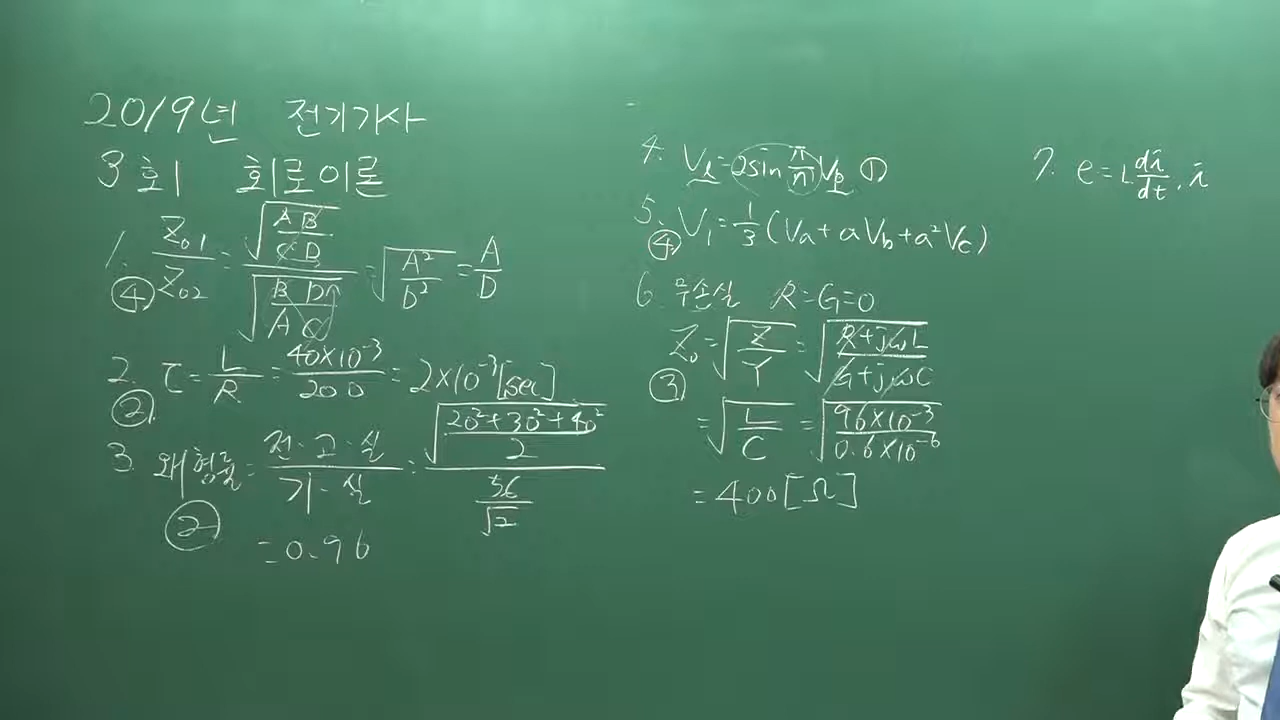 2019년 전기기사
3회 회로이론
1. Z01/Z02 = √(AB/CD) / √(BD/AC) = √(A²/D²) = A/D
④
2. τ = L/R = 40×10⁻³/200 = 2×10⁻³[sec]
②
3. 왜형률 = 전·고·실/기·실 = √((20²+30²+40²)/2) / (56/√2)
②
= 0.96
4. Vl = 2sin π/n Vp ①
5. V₁ = 1/3 (Va + aVb + a²Vc)
④
6. 무손실 R=G=0
Z₀ = √(Z/Y) = √((R+jωL)/(G+jωC))
③
= √(L/C) = √(96×10⁻³/0.6×10⁻⁶)
= 400[Ω]
7. e = L di/dt, i